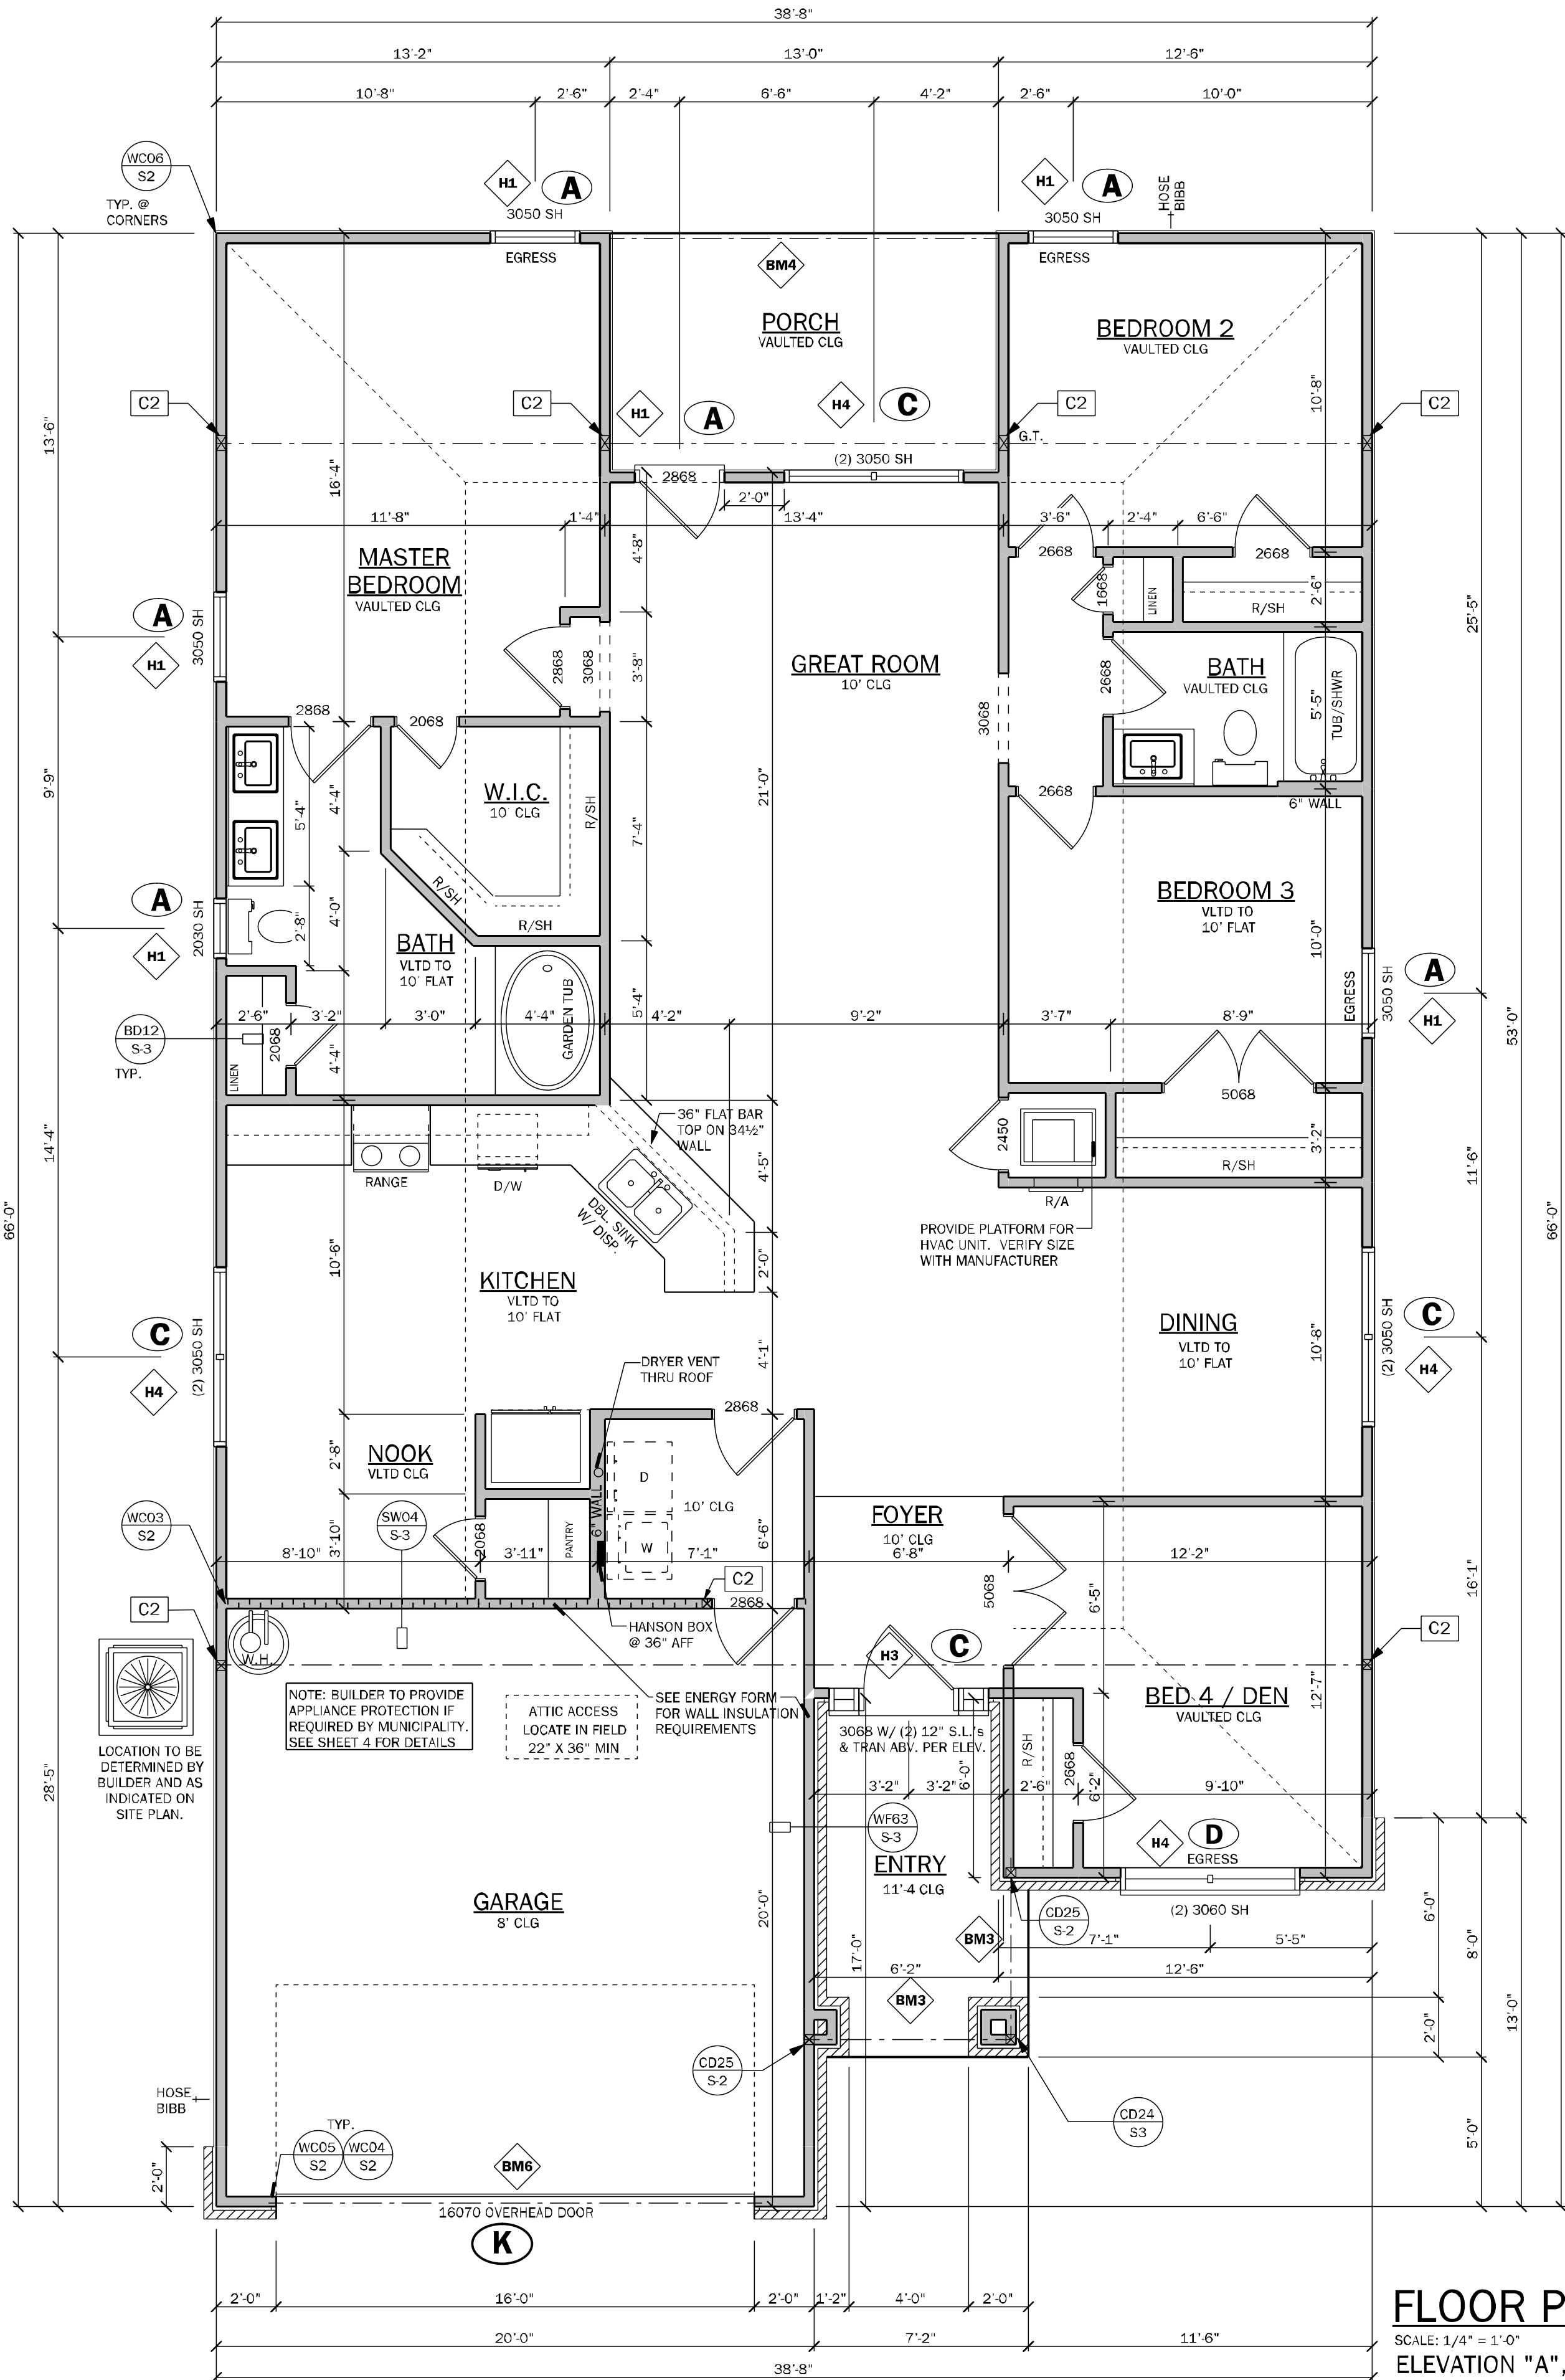 38'-8"
13'-2"
13'-0"
12'-6"
10'-8"
2'-6"
2'-4"
6'-6"
4'-2"
2'-6"
10'-0"
WC06
S2
TYP. @
CORNERS
H1
A
3050 SH
EGRESS
H1
A
3050 SH
EGRESS
HOSE
BIBB
BM4
PORCH
VAULTED CLG
BEDROOM 2
VAULTED CLG
10'-8"
C2
C2
C2
C2
H1
A
H4
C
G.T.
(2) 3050 SH
2868
2'-0"
13'-6"
16'-4"
11'-8"
1'-4"
13'-4"
3'-6"
2'-4"
6'-6"
4'-8"
MASTER
BEDROOM
VAULTED CLG
2668
2668
1668
LINEN
R/SH
2'-6"
25'-5"
A
3050 SH
H1
2868
3068
3'-8"
GREAT ROOM
10' CLG
3068
2668
BATH
VAULTED CLG
5'-5"
TUB/SHWR
2868
2068
9'-9"
W.I.C.
10' CLG
R/SH
R/SH
R/SH
5'-4"
4'-4"
7'-4"
21'-0"
2668
6" WALL
BEDROOM 3
VLTD TO
10' FLAT
10'-0"
A
2030 SH
H1
2'-8"
4'-0"
BATH
VLTD TO
10' FLAT
GARDEN TUB
5'-4"
EGRESS
3050 SH
A
H1
53'-0"
BD12
S-3
TYP.
2'-6"
3'-2"
3'-0"
4'-4"
4'-2"
9'-2"
3'-7"
8'-9"
LINEN
2068
4'-4"
5068
36" FLAT BAR
TOP ON 34½"
WALL
2450
3'-2"
R/SH
14'-4"
RANGE
D/W
DBL. SINK
W/ DISP.
4'-5"
R/A
PROVIDE PLATFORM FOR
HVAC UNIT. VERIFY SIZE
WITH MANUFACTURER
11'-6"
66'-0"
66'-0"
10'-6"
2'-0"
KITCHEN
VLTD TO
10' FLAT
DINING
VLTD TO
10' FLAT
10'-8"
C
(2) 3050 SH
H4
C
(2) 3050 SH
H4
4'-1"
DRYER VENT
THRU ROOF
2868
NOOK
VLTD CLG
2'-8"
D
10' CLG
6" WALL
W
FOYER
10' CLG
WC03
S2
SW04
S-3
2068
PANTRY
6'-6"
8'-10"
3'-10"
3'-11"
7'-1"
6'-8"
12'-2"
C2
2868
C2
HANSON BOX
@ 36" AFF
W.H.
5068
6'-5"
16'-1"
C2
H3
C
NOTE: BUILDER TO PROVIDE
APPLIANCE PROTECTION IF
REQUIRED BY MUNICIPALITY.
SEE SHEET 4 FOR DETAILS
ATTIC ACCESS
LOCATE IN FIELD
22" X 36" MIN
SEE ENERGY FORM
FOR WALL INSULATION
REQUIREMENTS
BED 4 / DEN
VAULTED CLG
12'-7"
LOCATION TO BE
DETERMINED BY
BUILDER AND AS
INDICATED ON
SITE PLAN.
3068 W/ (2) 12" S.L.'s
& TRAN ABV. PER ELEV.
R/SH
2668
28'-5"
3'-2"
3'-2"
6'-0"
2'-6"
6'-2"
9'-10"
WF63
S-3
H4
D
EGRESS
ENTRY
11'-4 CLG
GARAGE
8' CLG
20'-0"
CD25
S-2
(2) 3060 SH
BM3
7'-1"
5'-5"
6'-0"
8'-0"
17'-0"
6'-2"
12'-6"
BM3
2'-0"
13'-0"
CD25
S-2
HOSE
BIBB
CD24
S3
TYP.
WC05
S2
WC04
S2
BM6
2'-0"
5'-0"
16070 OVERHEAD DOOR
K
2'-0"
16'-0"
2'-0"
1'-2"
4'-0"
2'-0"
20'-0"
7'-2"
11'-6"
38'-8"
FLOOR P
SCALE: 1/4" = 1'-0"
ELEVATION "A",